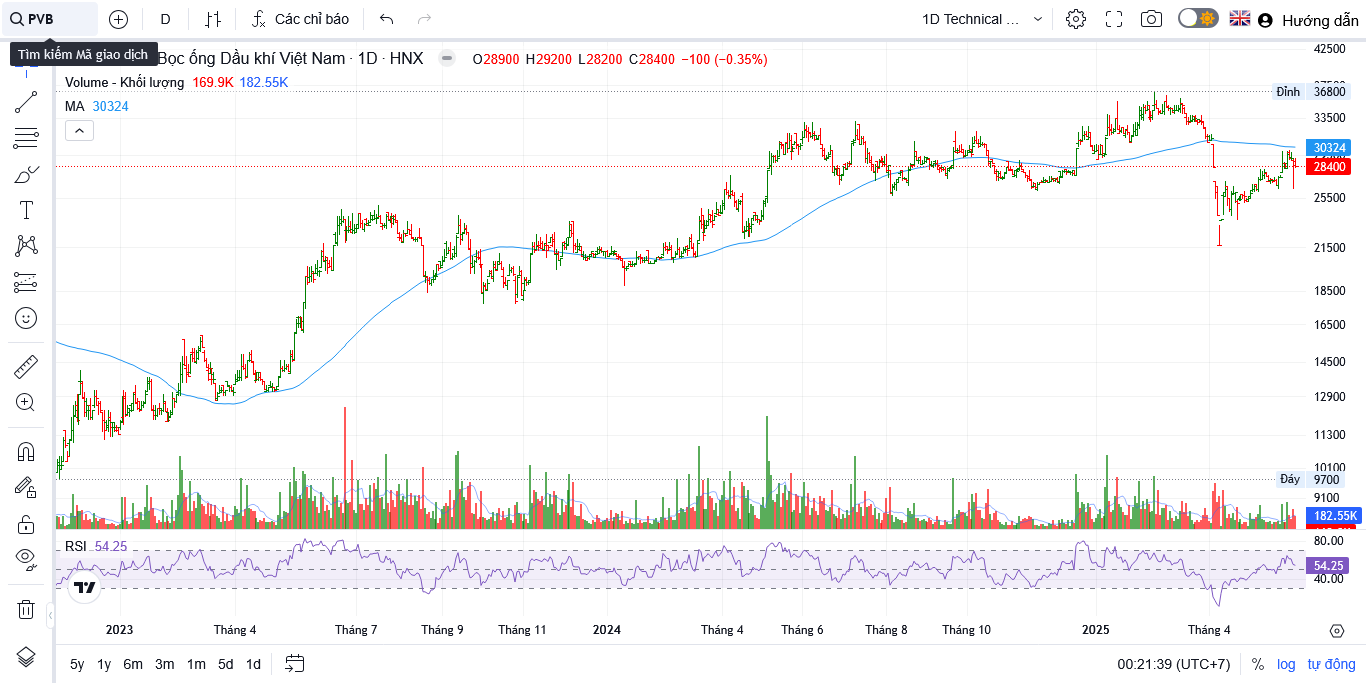 PVB
D
Các chỉ báo
1D Technical ...
Hướng dẫn
Tìm kiếm Mã giao dịch
Bọc ống Dầu khí Việt Nam · 1D · HNX
O28900 H29200 L28200 C28400 −100 (−0.35%)
Volume - Khối lượng 169.9K 182.55K
MA 30324
42500
Đỉnh 36800
33500
30324
28400
25500
21500
18500
16500
14500
12900
11300
10100
Đáy 9700
9100
182.55K
RSI 54.25
80.00
54.25
40.00
2023 Tháng 4 Tháng 7 Tháng 9 Tháng 11 2024 Tháng 4 Tháng 6 Tháng 8 Tháng 10 2025 Tháng 4
5y 1y 6m 3m 1m 5d 1d
00:21:39 (UTC+7) % log tự động